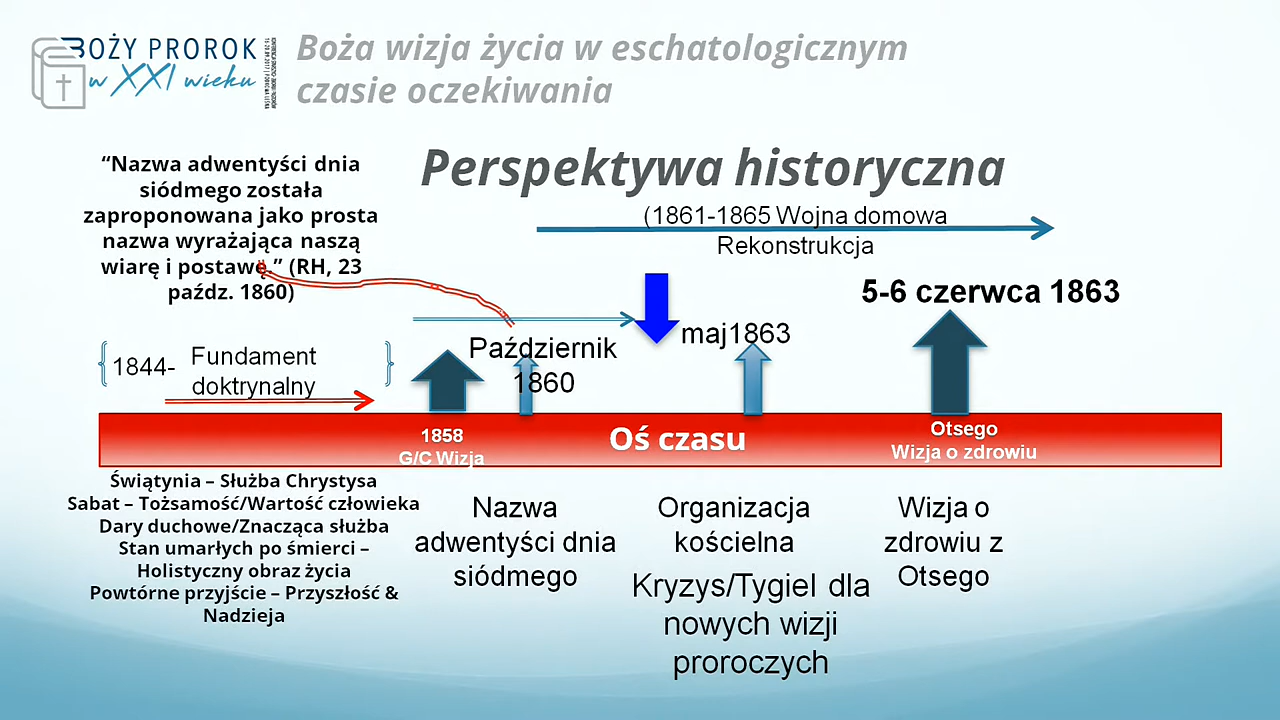 BOŻY PROROK
w XXI wieku
Boża wizja życia w eschatologicznym
czasie oczekiwania
Perspektywa historyczna
“Nazwa adwentyści dnia
siódmego została
zaproponowana jako prosta
nazwa wyrażająca naszą
wiarę i postawę.” (RH, 23
paźdz. 1860)
(1861-1865 Wojna domowa
Rekonstrukcja
5-6 czerwca 1863
maj1863
Październik
1860
1844-
Fundament
doktrynalny
1858
G/C Wizja
Oś czasu
Otsego
Wizja o zdrowiu
Świątynia – Służba Chrystysa
Sabat – Tożsamość/Wartość człowieka
Dary duchowe/Znacząca służba
Stan umarłych po śmierci –
Holistyczny obraz życia
Powtórne przyjście – Przyszłość &
Nadzieja
Nazwa
adwentyści dnia
siódmego
Organizacja
kościelna
Kryzys/Tygiel dla
nowych wizji
proroczych
Wizja o
zdrowiu z
Otsego